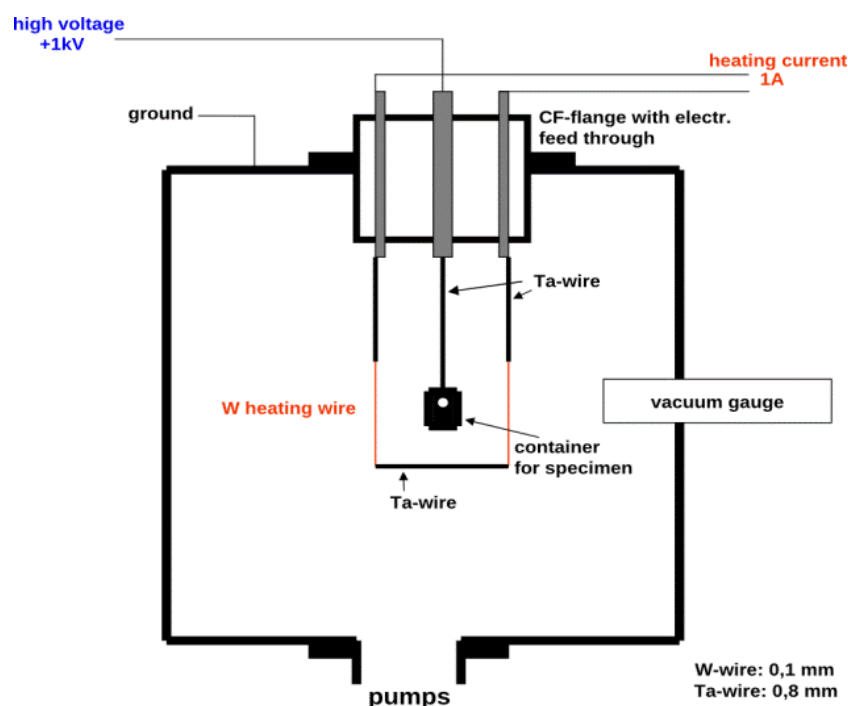 high voltage
+1kV
heating current
1A
ground
CF-flange with electr.
feed through
Ta-wire
W heating wire
vacuum gauge
container
for specimen
Ta-wire
W-wire: 0,1 mm
Ta-wire: 0,8 mm
pumps